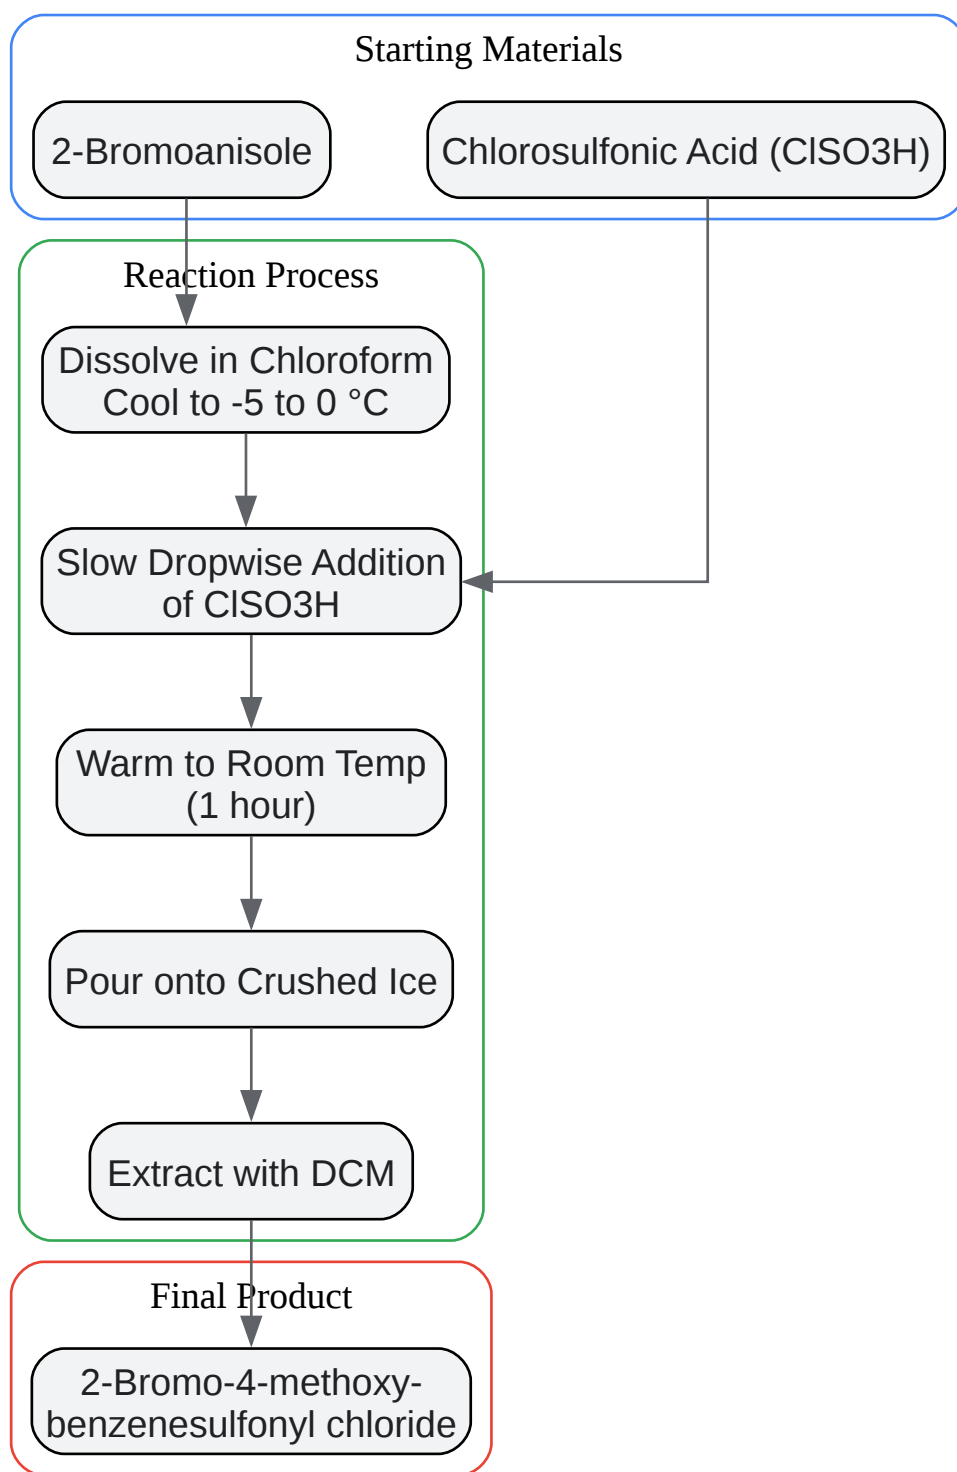 Starting Materials
2-Bromoanisole
Chlorosulfonic Acid (ClSO3H)
Reaction Process
Dissolve in Chloroform
Cool to -5 to 0 °C
Slow Dropwise Addition
of ClSO3H
Warm to Room Temp
(1 hour)
Pour onto Crushed Ice
Extract with DCM
Final Product
2-Bromo-4-methoxy-
benzenesulfonyl chloride